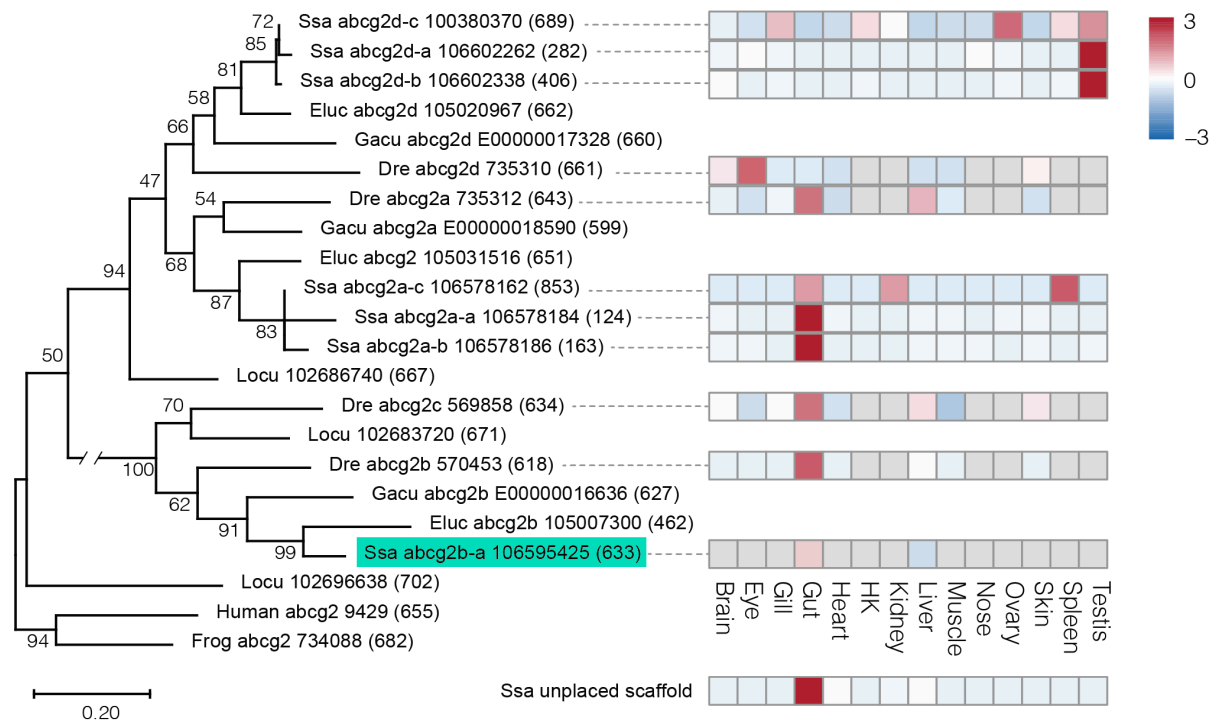 72
Ssa abcg2d-c 100380370 (689)
3
85
Ssa abcg2d-a 106602262 (282)
81
Ssa abcg2d-b 106602338 (406)
0
58
Eluc abcg2d 105020967 (662)
66
Gacu abcg2d E00000017328 (660)
−3
Dre abcg2d 735310 (661)
47
54
Dre abcg2a 735312 (643)
Gacu abcg2a E00000018590 (599)
68
Eluc abcg2 105031516 (651)
94
Ssa abcg2a-c 106578162 (853)
87
Ssa abcg2a-a 106578184 (124)
83
Ssa abcg2a-b 106578186 (163)
50
Locu 102686740 (667)
70
Dre abcg2c 569858 (634)
Locu 102683720 (671)
100
Dre abcg2b 570453 (618)
62
Gacu abcg2b E00000016636 (627)
91
Eluc abcg2b 105007300 (462)
99
Ssa abcg2b-a 106595425 (633)
Locu 102696638 (702)
Human abcg2 9429 (655)
94
Frog abcg2 734088 (682)
Brain
Eye
Gill
Gut
Heart
HK
Kidney
Liver
Muscle
Nose
Ovary
Skin
Spleen
Testis
Ssa unplaced scaffold
0.20